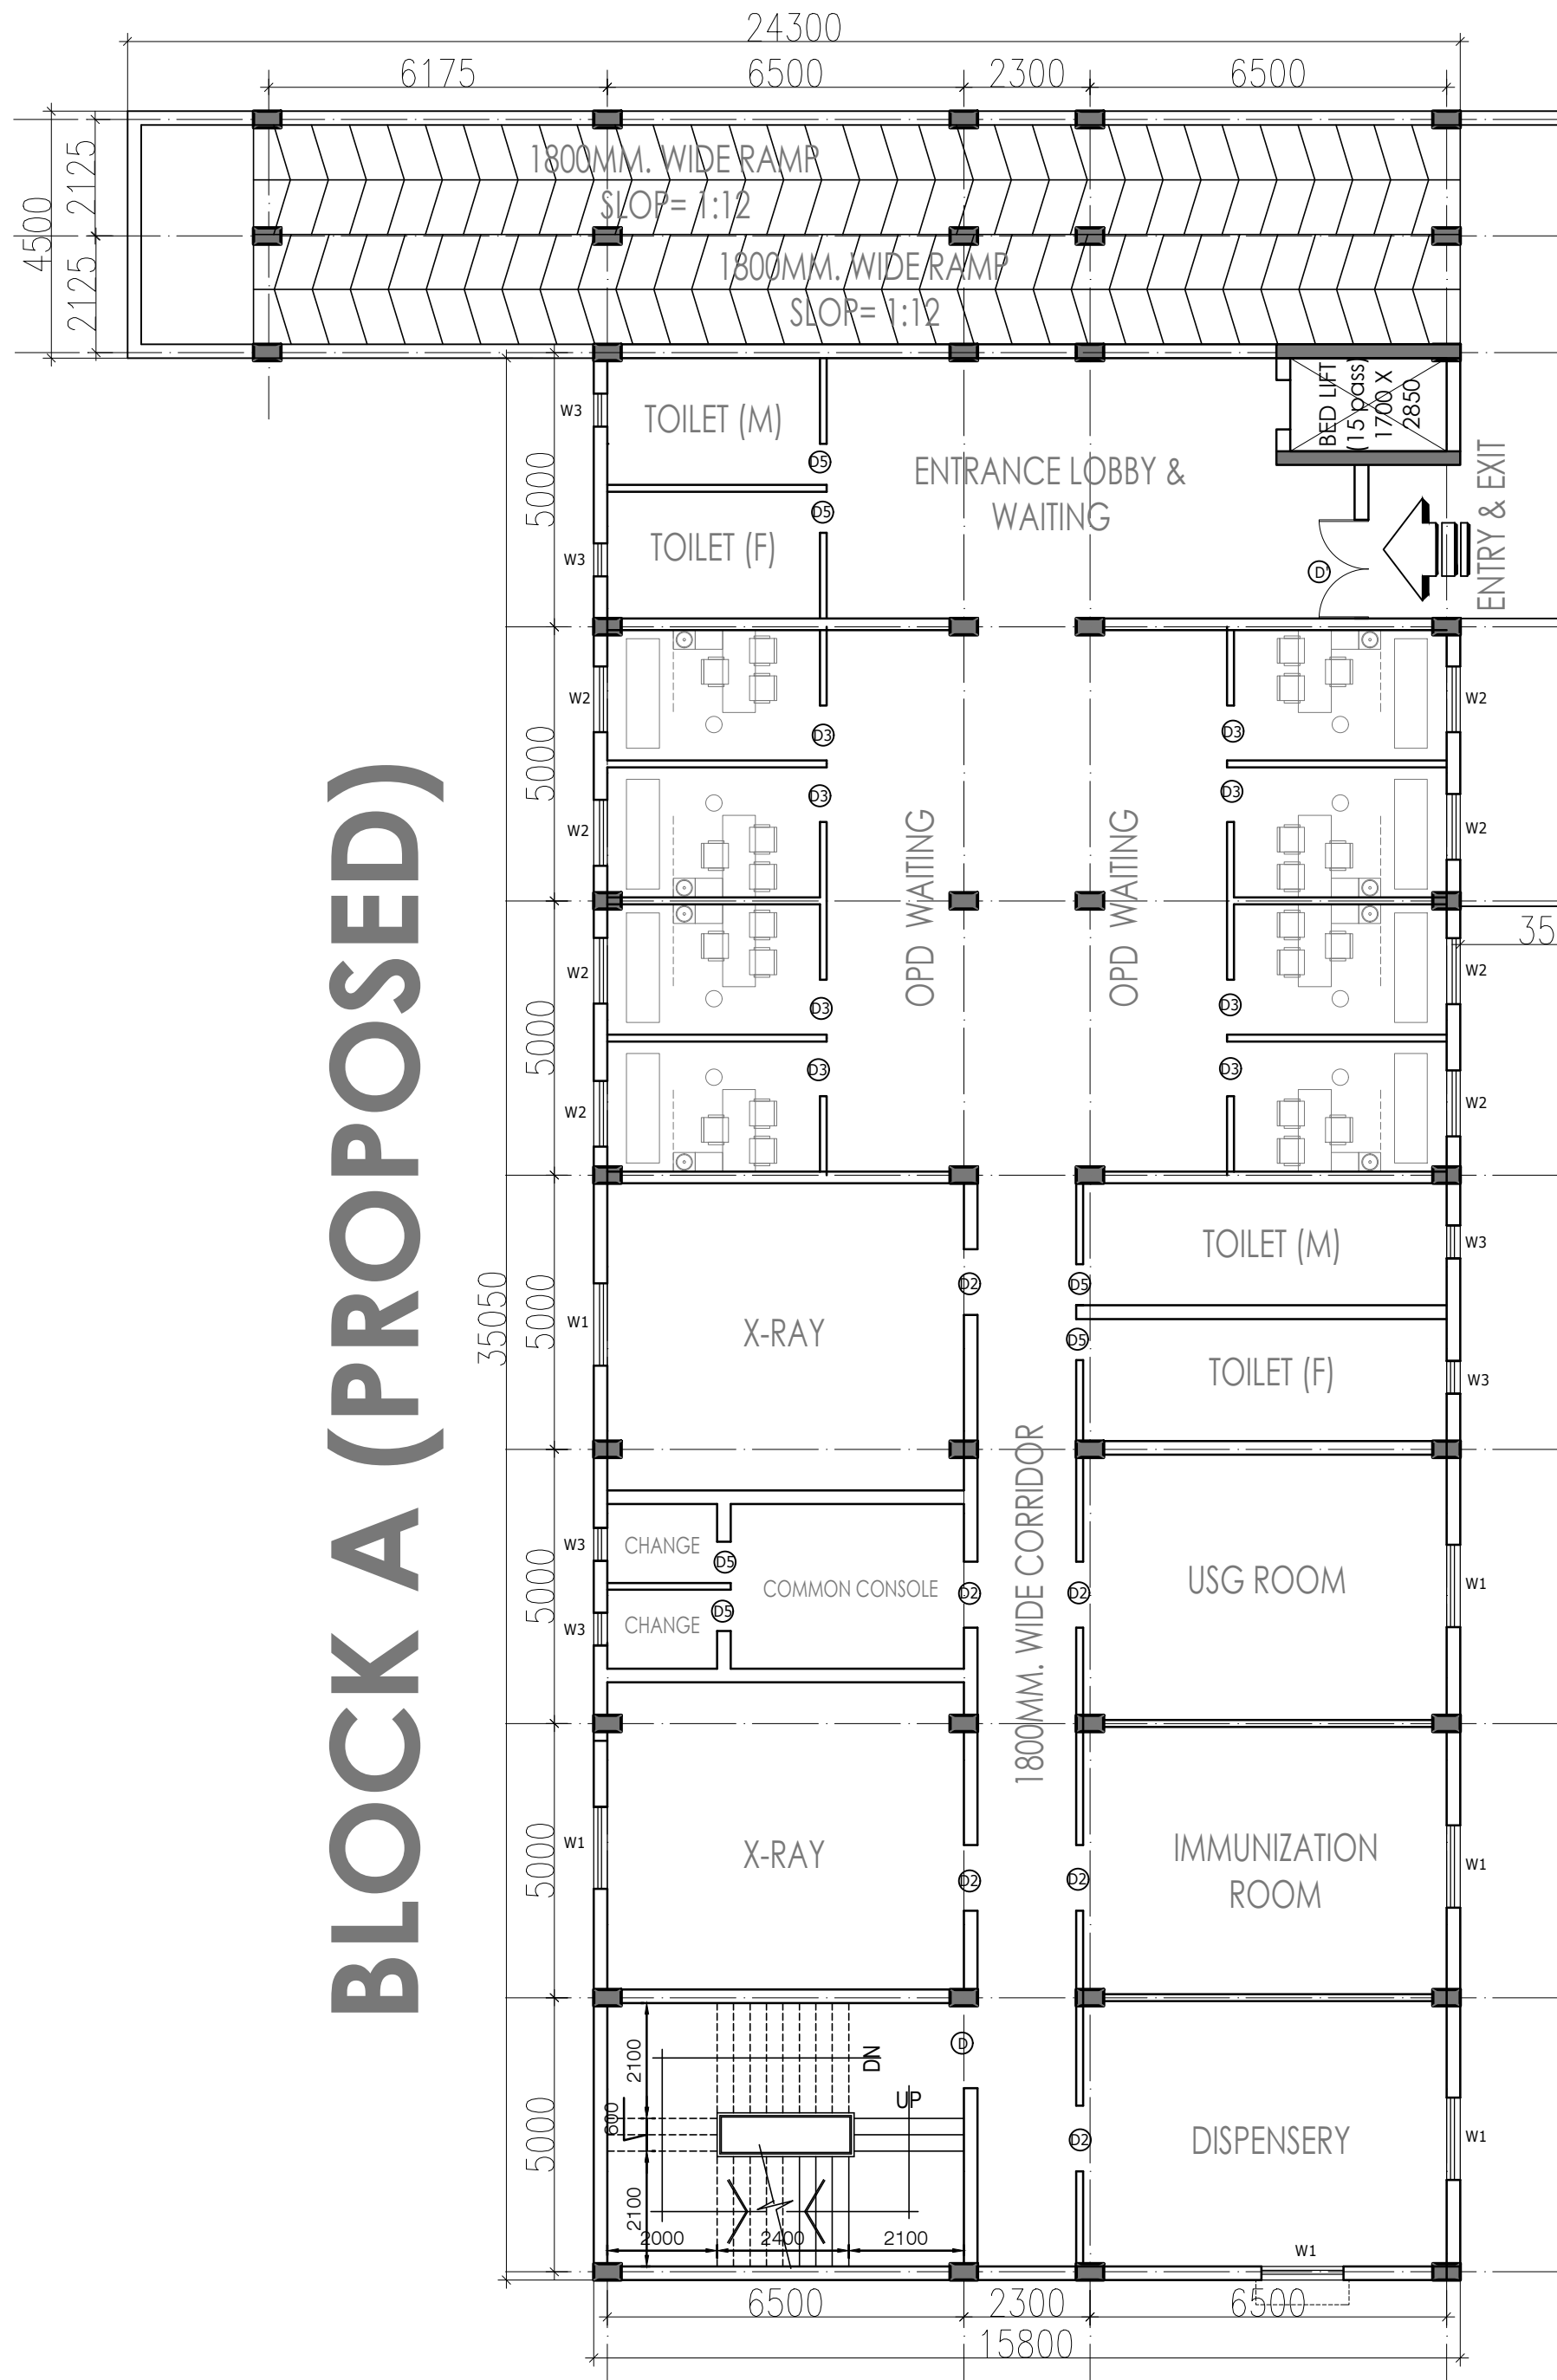 24300
6175
6500
2300
6500
4500
2125
2125
1800MM. WIDE RAMP
SLOP= 1:12
1800MM. WIDE RAMP
SLOP= 1:12
BED LIFT
(15 pass)
1700 X
2850
W3
TOILET (M)
D5
ENTRANCE LOBBY &
WAITING
ENTRY & EXIT
5000
D5
W3
TOILET (F)
D'
W2
D3
D3
W2
5000
D3
D3
W2
W2
OPD WAITING
OPD WAITING
35
W2
D3
D3
W2
5000
D3
D3
W2
W2
BLOCK A (PROPOSED)
35050
5000
W1
X-RAY
D2
D5
TOILET (M)
W3
D5
TOILET (F)
W3
1800MM. WIDE CORRIDOR
5000
W3
CHANGE
D5
COMMON CONSOLE
D2
D2
USG ROOM
W1
W3
CHANGE
D5
5000
W1
X-RAY
D2
D2
IMMUNIZATION
ROOM
W1
5000
2100
600
2100
DN
UP
D
D2
DISPENSERY
W1
2000
2400
2100
W1
6500
2300
6500
15800